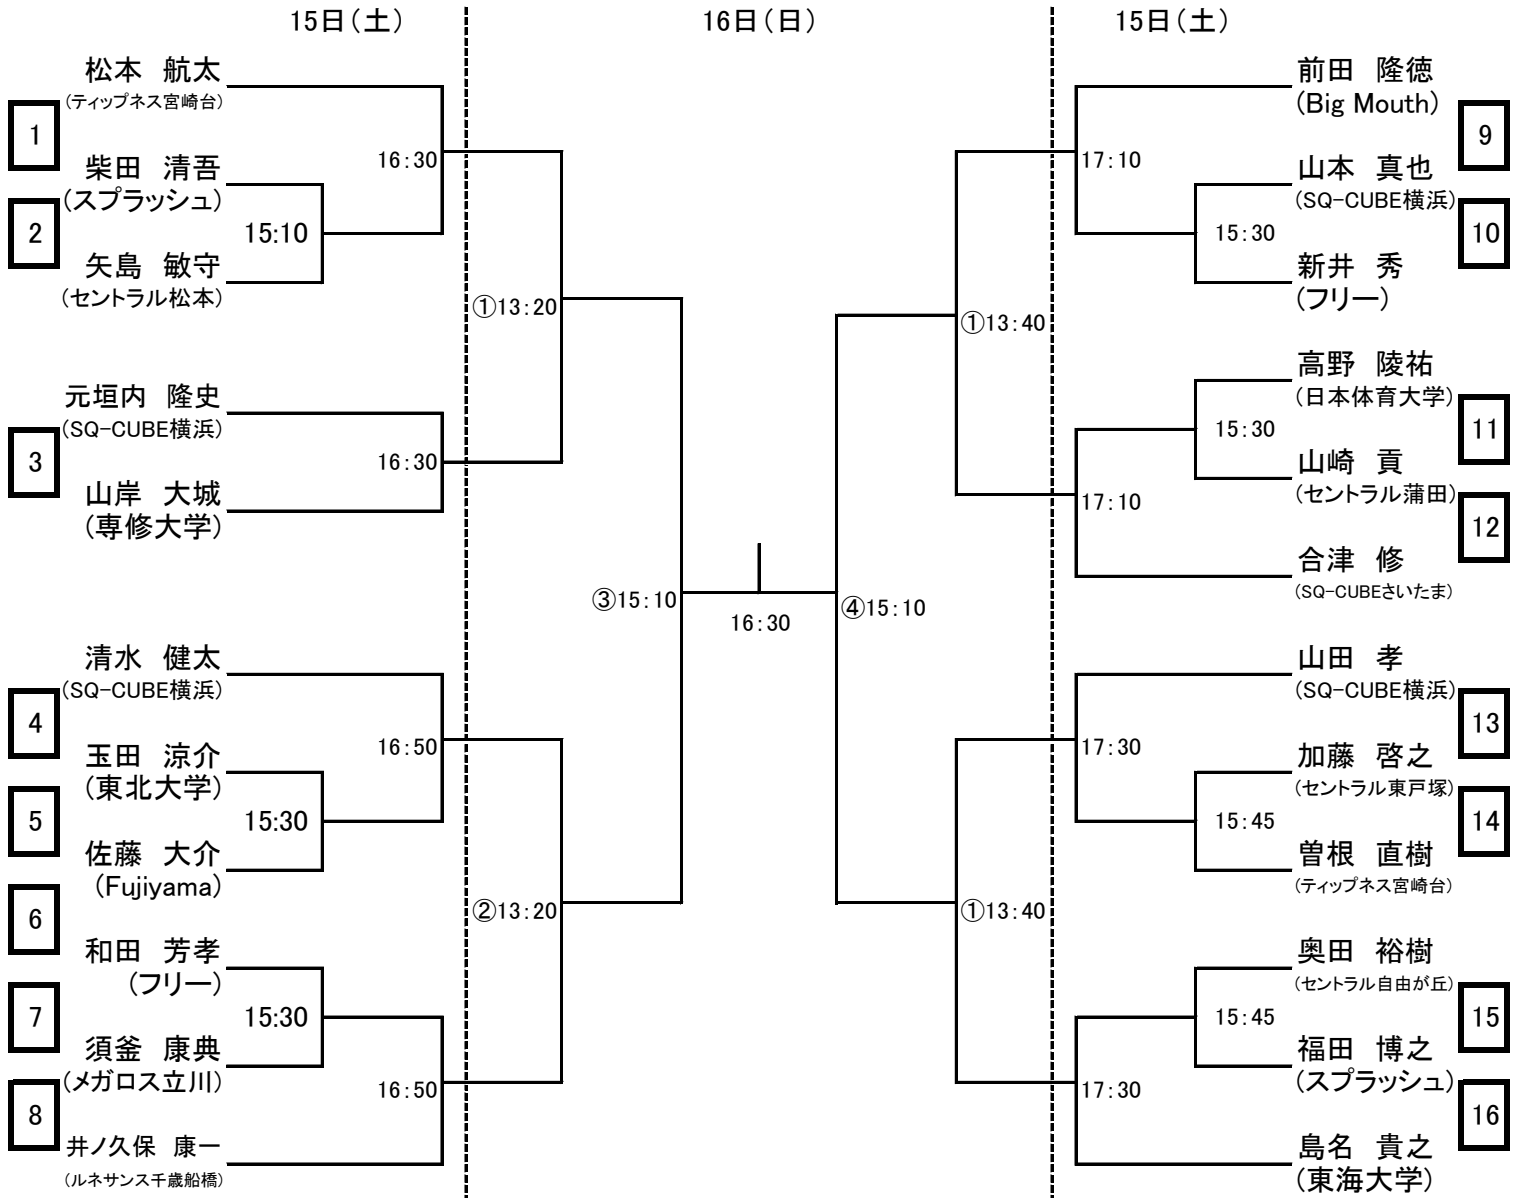 15日（土）
16日（日）
15日（土）
松本　航太
（ティップネス宮崎台）
1
16:30
柴田　清吾
（スプラッシュ）
2
15:10
矢島　敏守
（セントラル松本）
①13:20
元垣内　隆史
（SQ-CUBE横浜）
3
16:30
山岸　大城
（専修大学）
③15:10
16:30
清水　健太
（SQ-CUBE横浜）
4
16:50
玉田　涼介
（東北大学）
5
15:30
佐藤　大介
（Fujiyama）
6
②13:20
和田　芳孝
（フリー）
7
15:30
須釜　康典
（メガロス立川）
8
16:50
井ノ久保　康一
（ルネサンス千歳船橋）
前田　隆徳
（Big Mouth）
9
17:10
山本　真也
（SQ-CUBE横浜）
10
15:30
新井　秀
（フリー）
①13:40
高野　陵祐
（日本体育大学）
11
15:30
山崎　貢
（セントラル蒲田）
12
17:10
合津　修
（SQ-CUBEさいたま）
④15:10
山田　孝
（SQ-CUBE横浜）
13
17:30
加藤　啓之
（セントラル東戸塚）
14
15:45
曽根　直樹
（ティップネス宮崎台）
①13:40
奥田　裕樹
（セントラル自由が丘）
15
15:45
福田　博之
（スプラッシュ）
16
17:30
島名　貴之
（東海大学）